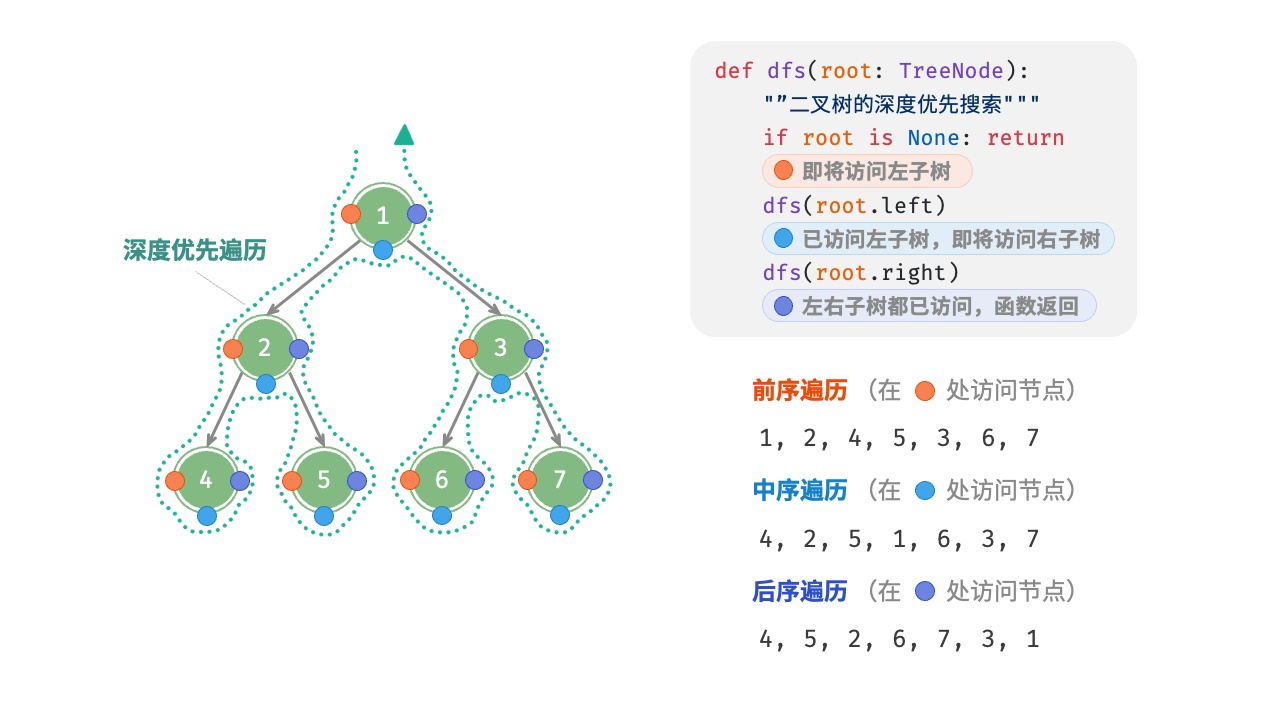 深度优先遍历
1
2
3
4
5
6
7
def dfs(root: TreeNode):
"”二叉树的深度优先搜索"""
if root is None: return
即将访问左子树
dfs(root.left)
已访问左子树，即将访问右子树
dfs(root.right)
左右子树都已访问，函数返回
前序遍历 （在 处访问节点）
1, 2, 4, 5, 3, 6, 7
中序遍历 （在 处访问节点）
4, 2, 5, 1, 6, 3, 7
后序遍历 （在 处访问节点）
4, 5, 2, 6, 7, 3, 1